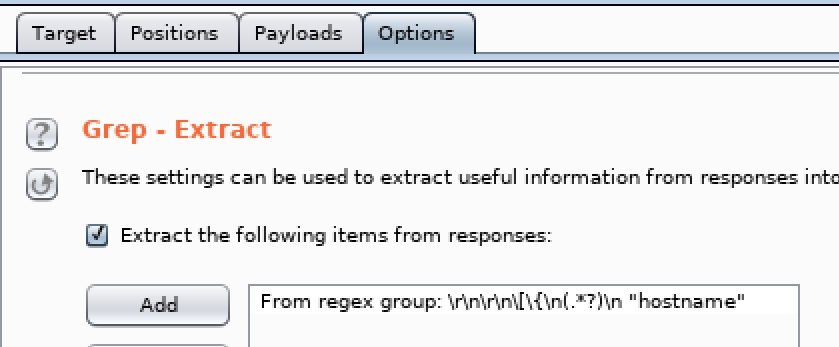 Target Positions Payloads Options
? Grep - Extract
These settings can be used to extract useful information from responses into
Extract the following items from responses:
Add From regex group: \r\n\r\n\[\{\n(.*?)\n "hostname"